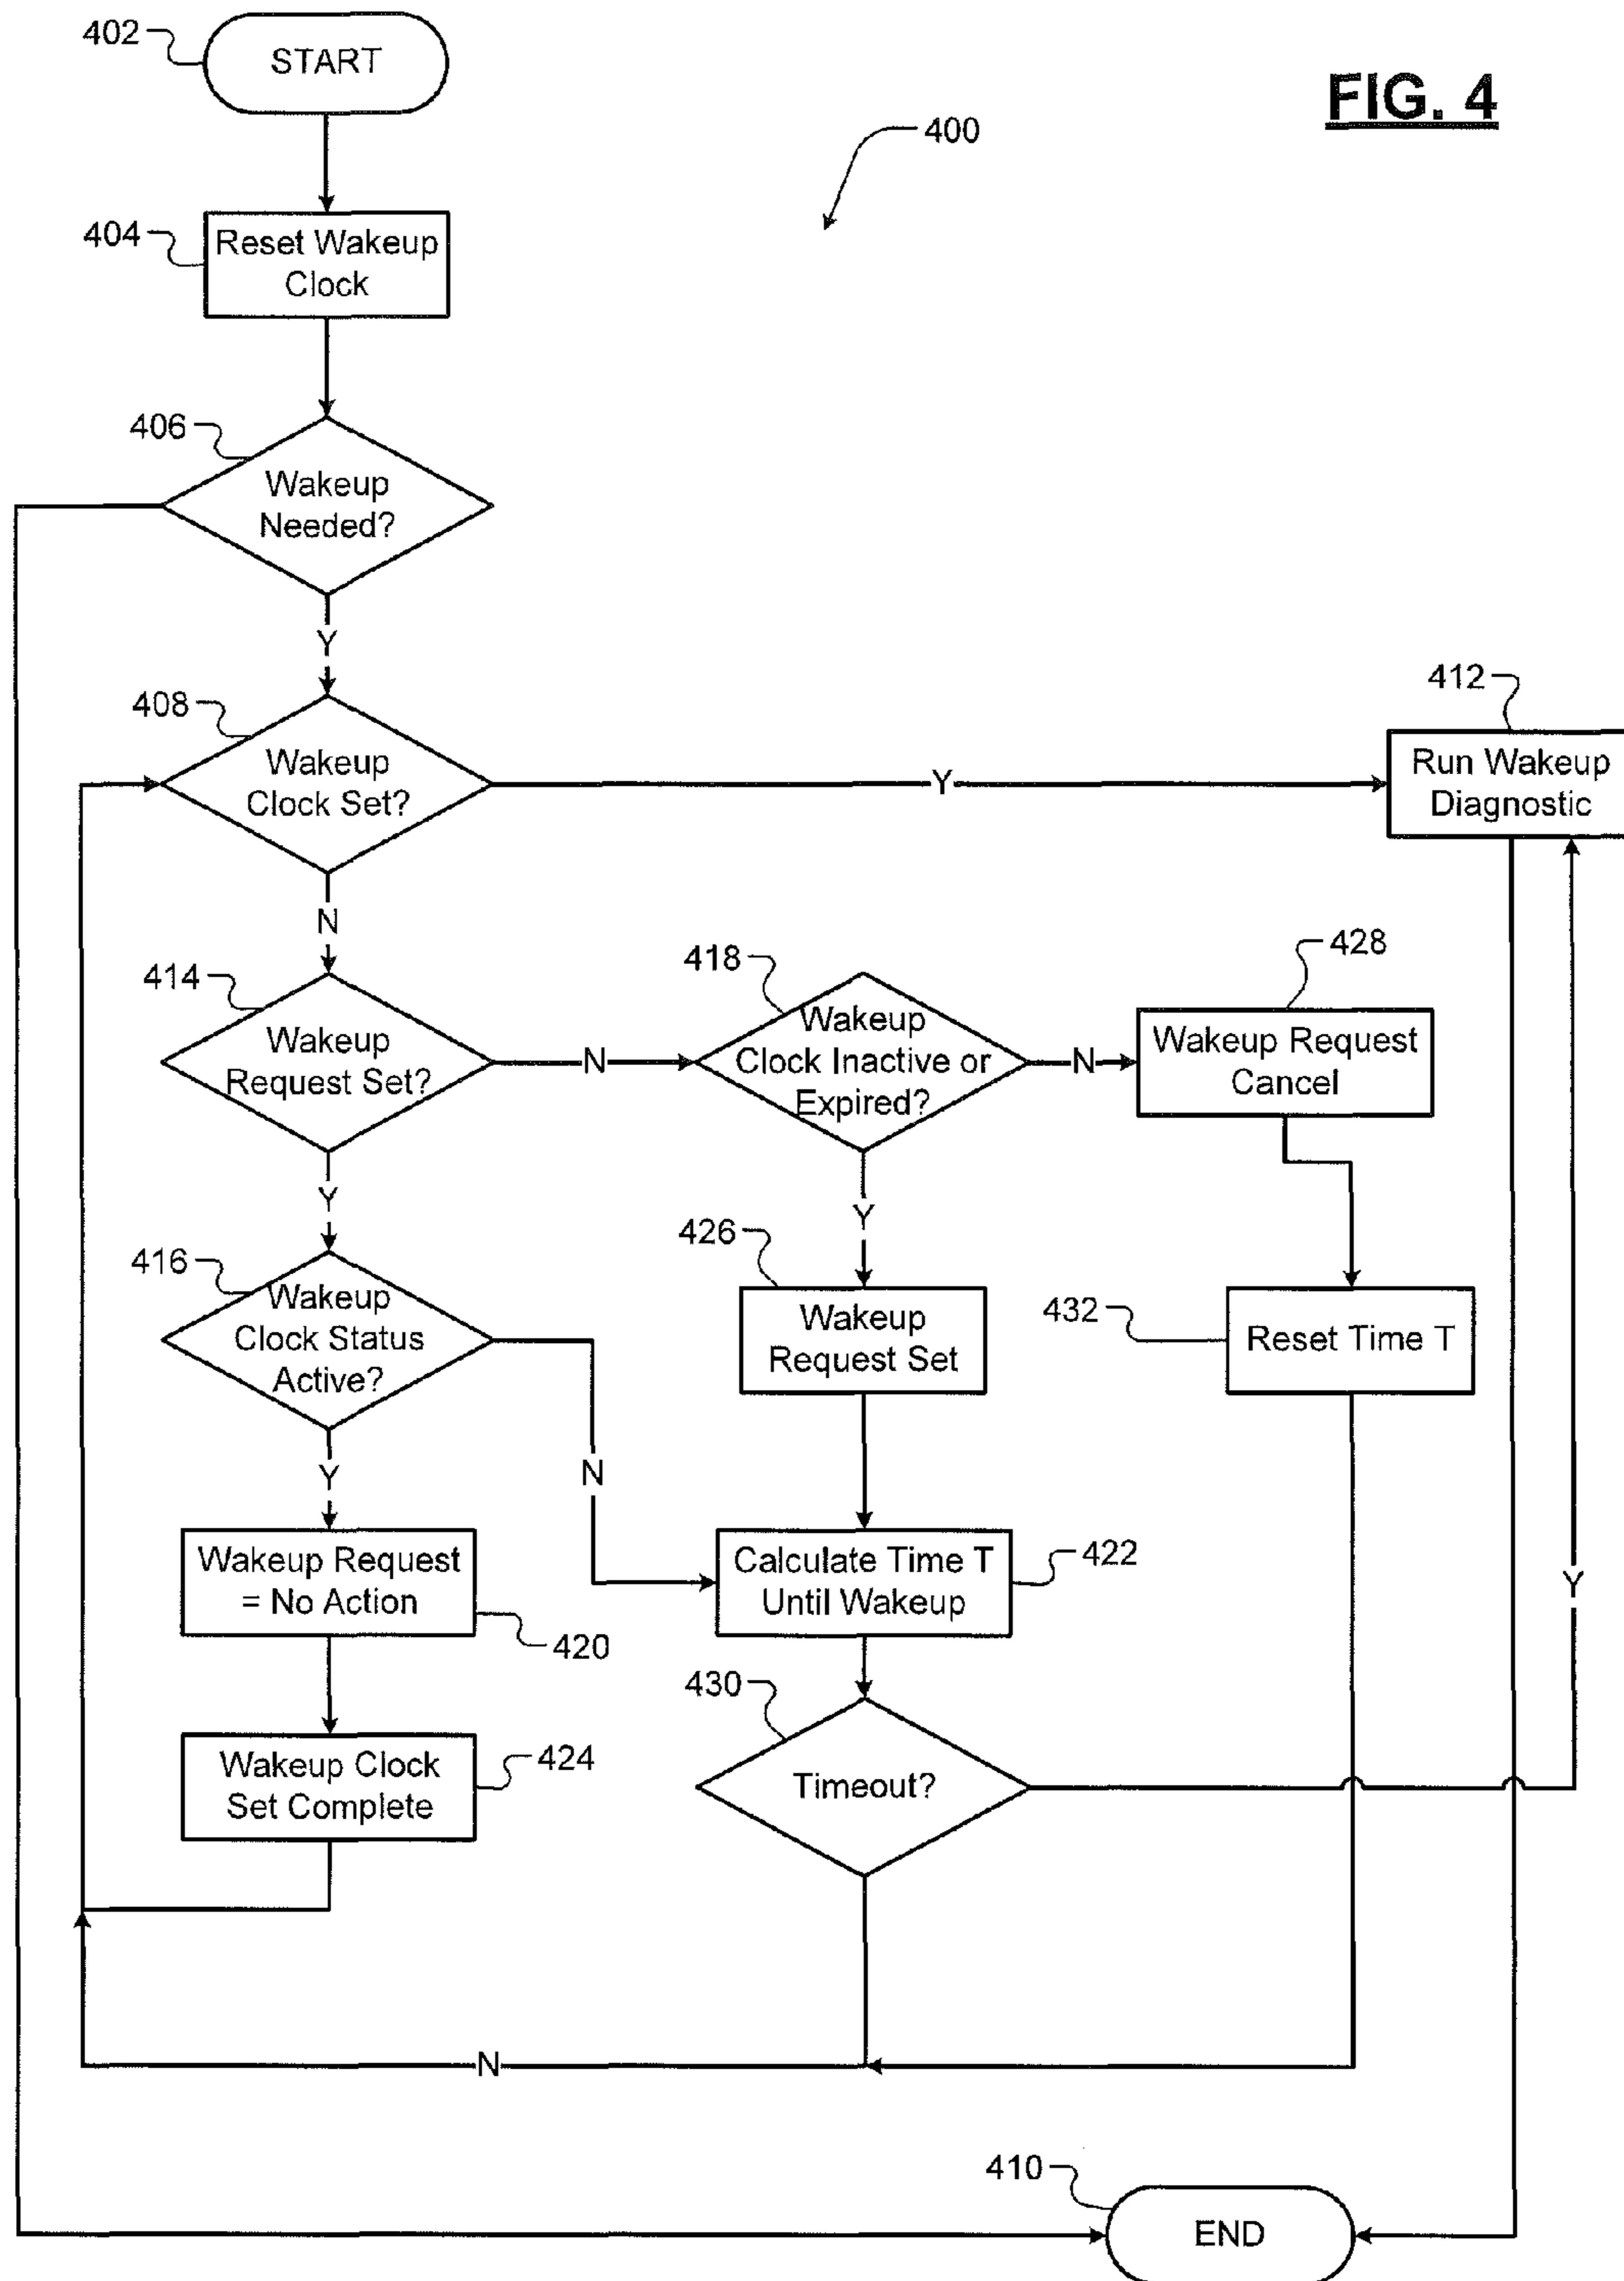 402
START
FIG. 4
400
404
Reset Wakeup
Clock
406
Wakeup
Needed?
Y
408
Wakeup
Clock Set?
Y
412
Run Wakeup
Diagnostic
N
414
Wakeup
Request Set?
N
418
Wakeup
Clock Inactive or
Expired?
N
428
Wakeup Request
Cancel
Y
Y
416
Wakeup
Clock Status
Active?
N
426
Wakeup
Request Set
432
Reset Time T
Y
Wakeup Request
= No Action
420
Calculate Time T
Until Wakeup
422
Y
430
Timeout?
Wakeup Clock
Set Complete
424
N
410
END